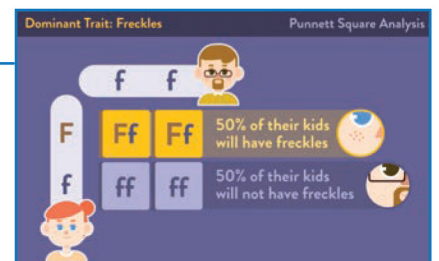 Dominant Trait: Freckles Punnett Square Analysis
f f
F Ff Ff 50% of their kids
will have freckles
f ff ff 50% of their kids
will not have freckles